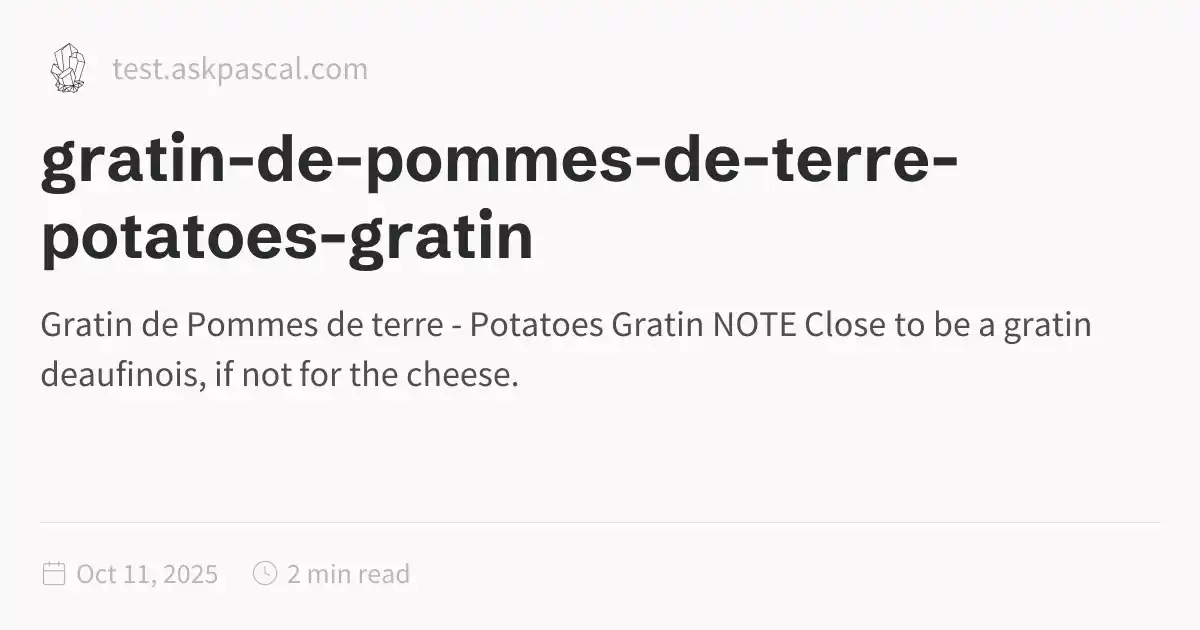 test.askpascal.com
gratin-de-pommes-de-terre-
potatoes-gratin
Gratin de Pommes de terre - Potatoes Gratin NOTE Close to be a gratin
deaufinois, if not for the cheese.
Oct 11, 2025 2 min read